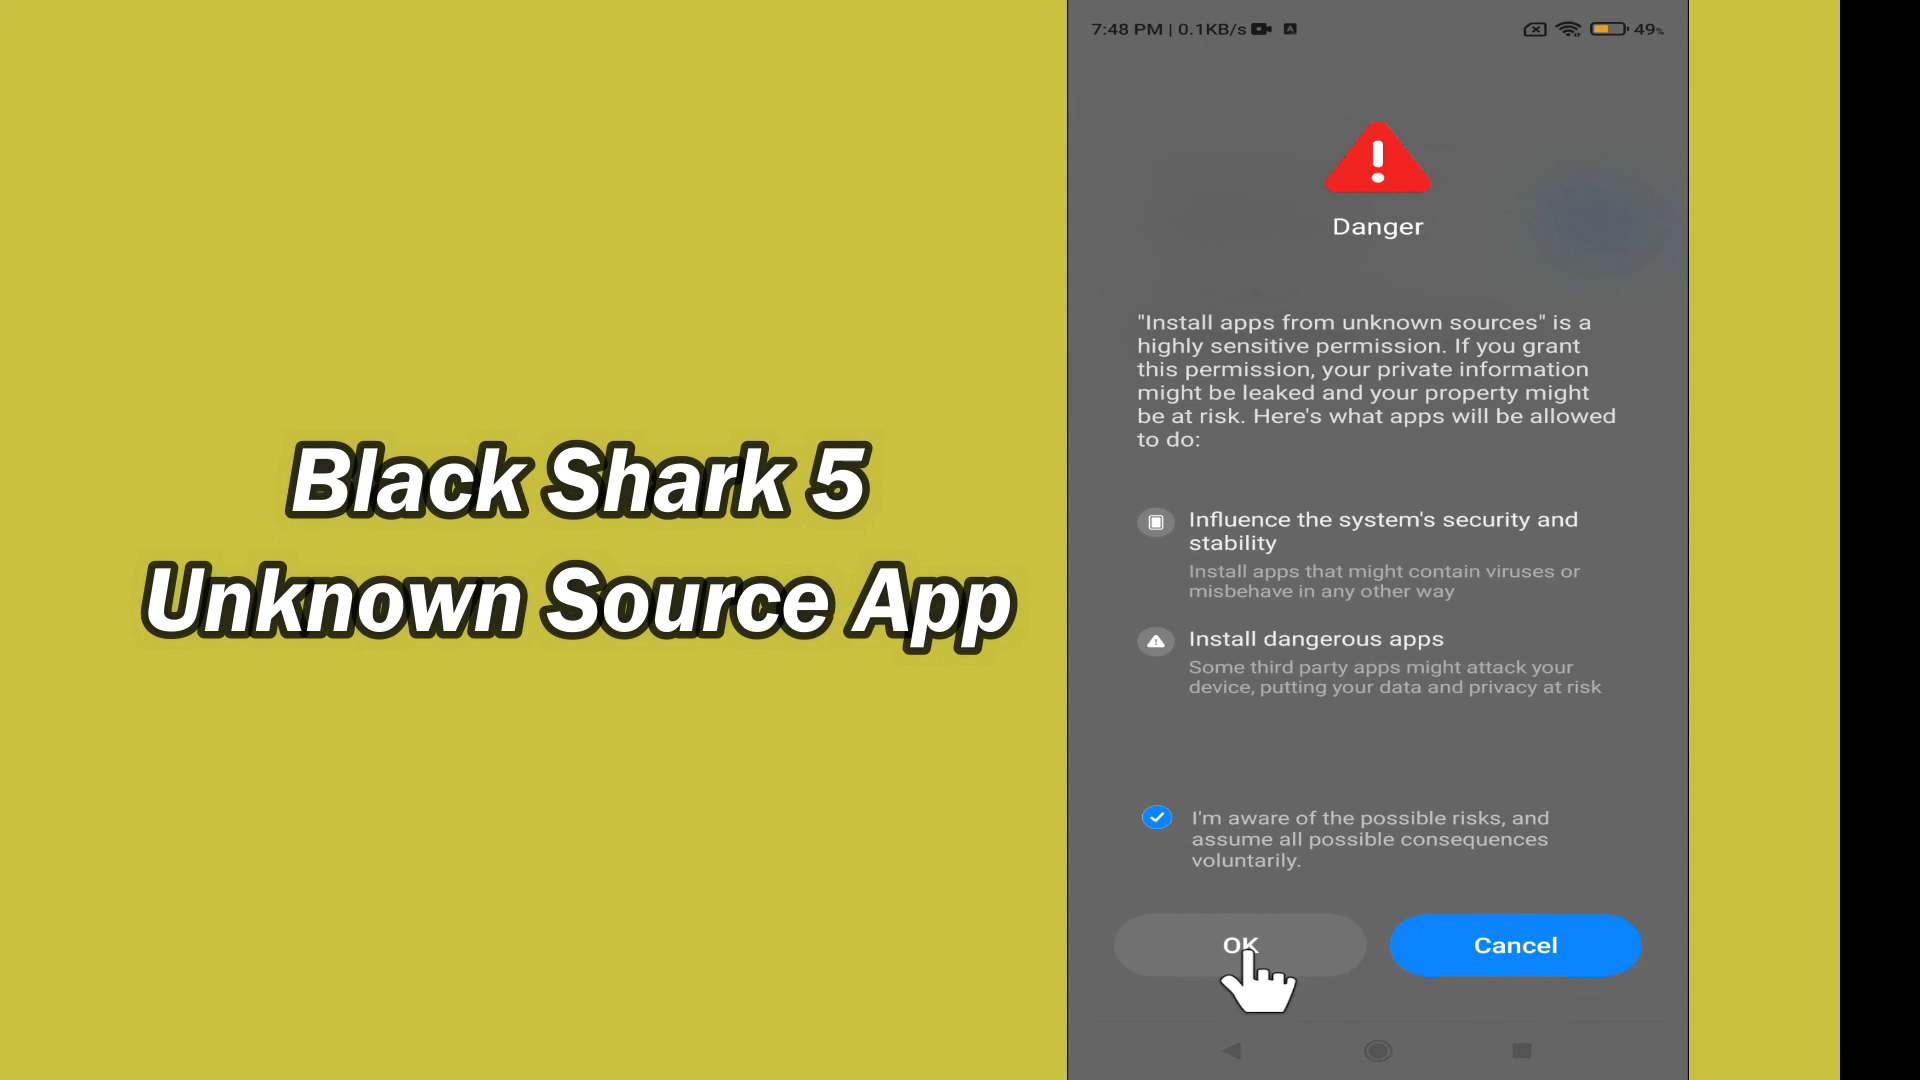 Black Shark 5
Unknown Source App
7:48 PM | 0.1KB/s
A
49%
Danger
"Install apps from unknown sources" is a
highly sensitive permission. If you grant
this permission, your private information
might be leaked and your property might
be at risk. Here's what apps will be allowed
to do:
Influence the system's security and
stability
Install apps that might contain viruses or
misbehave in any other way
Install dangerous apps
Some third party apps might attack your
device, putting your data and privacy at risk
I'm aware of the possible risks, and
assume all possible consequences
voluntarily.
OK
Cancel